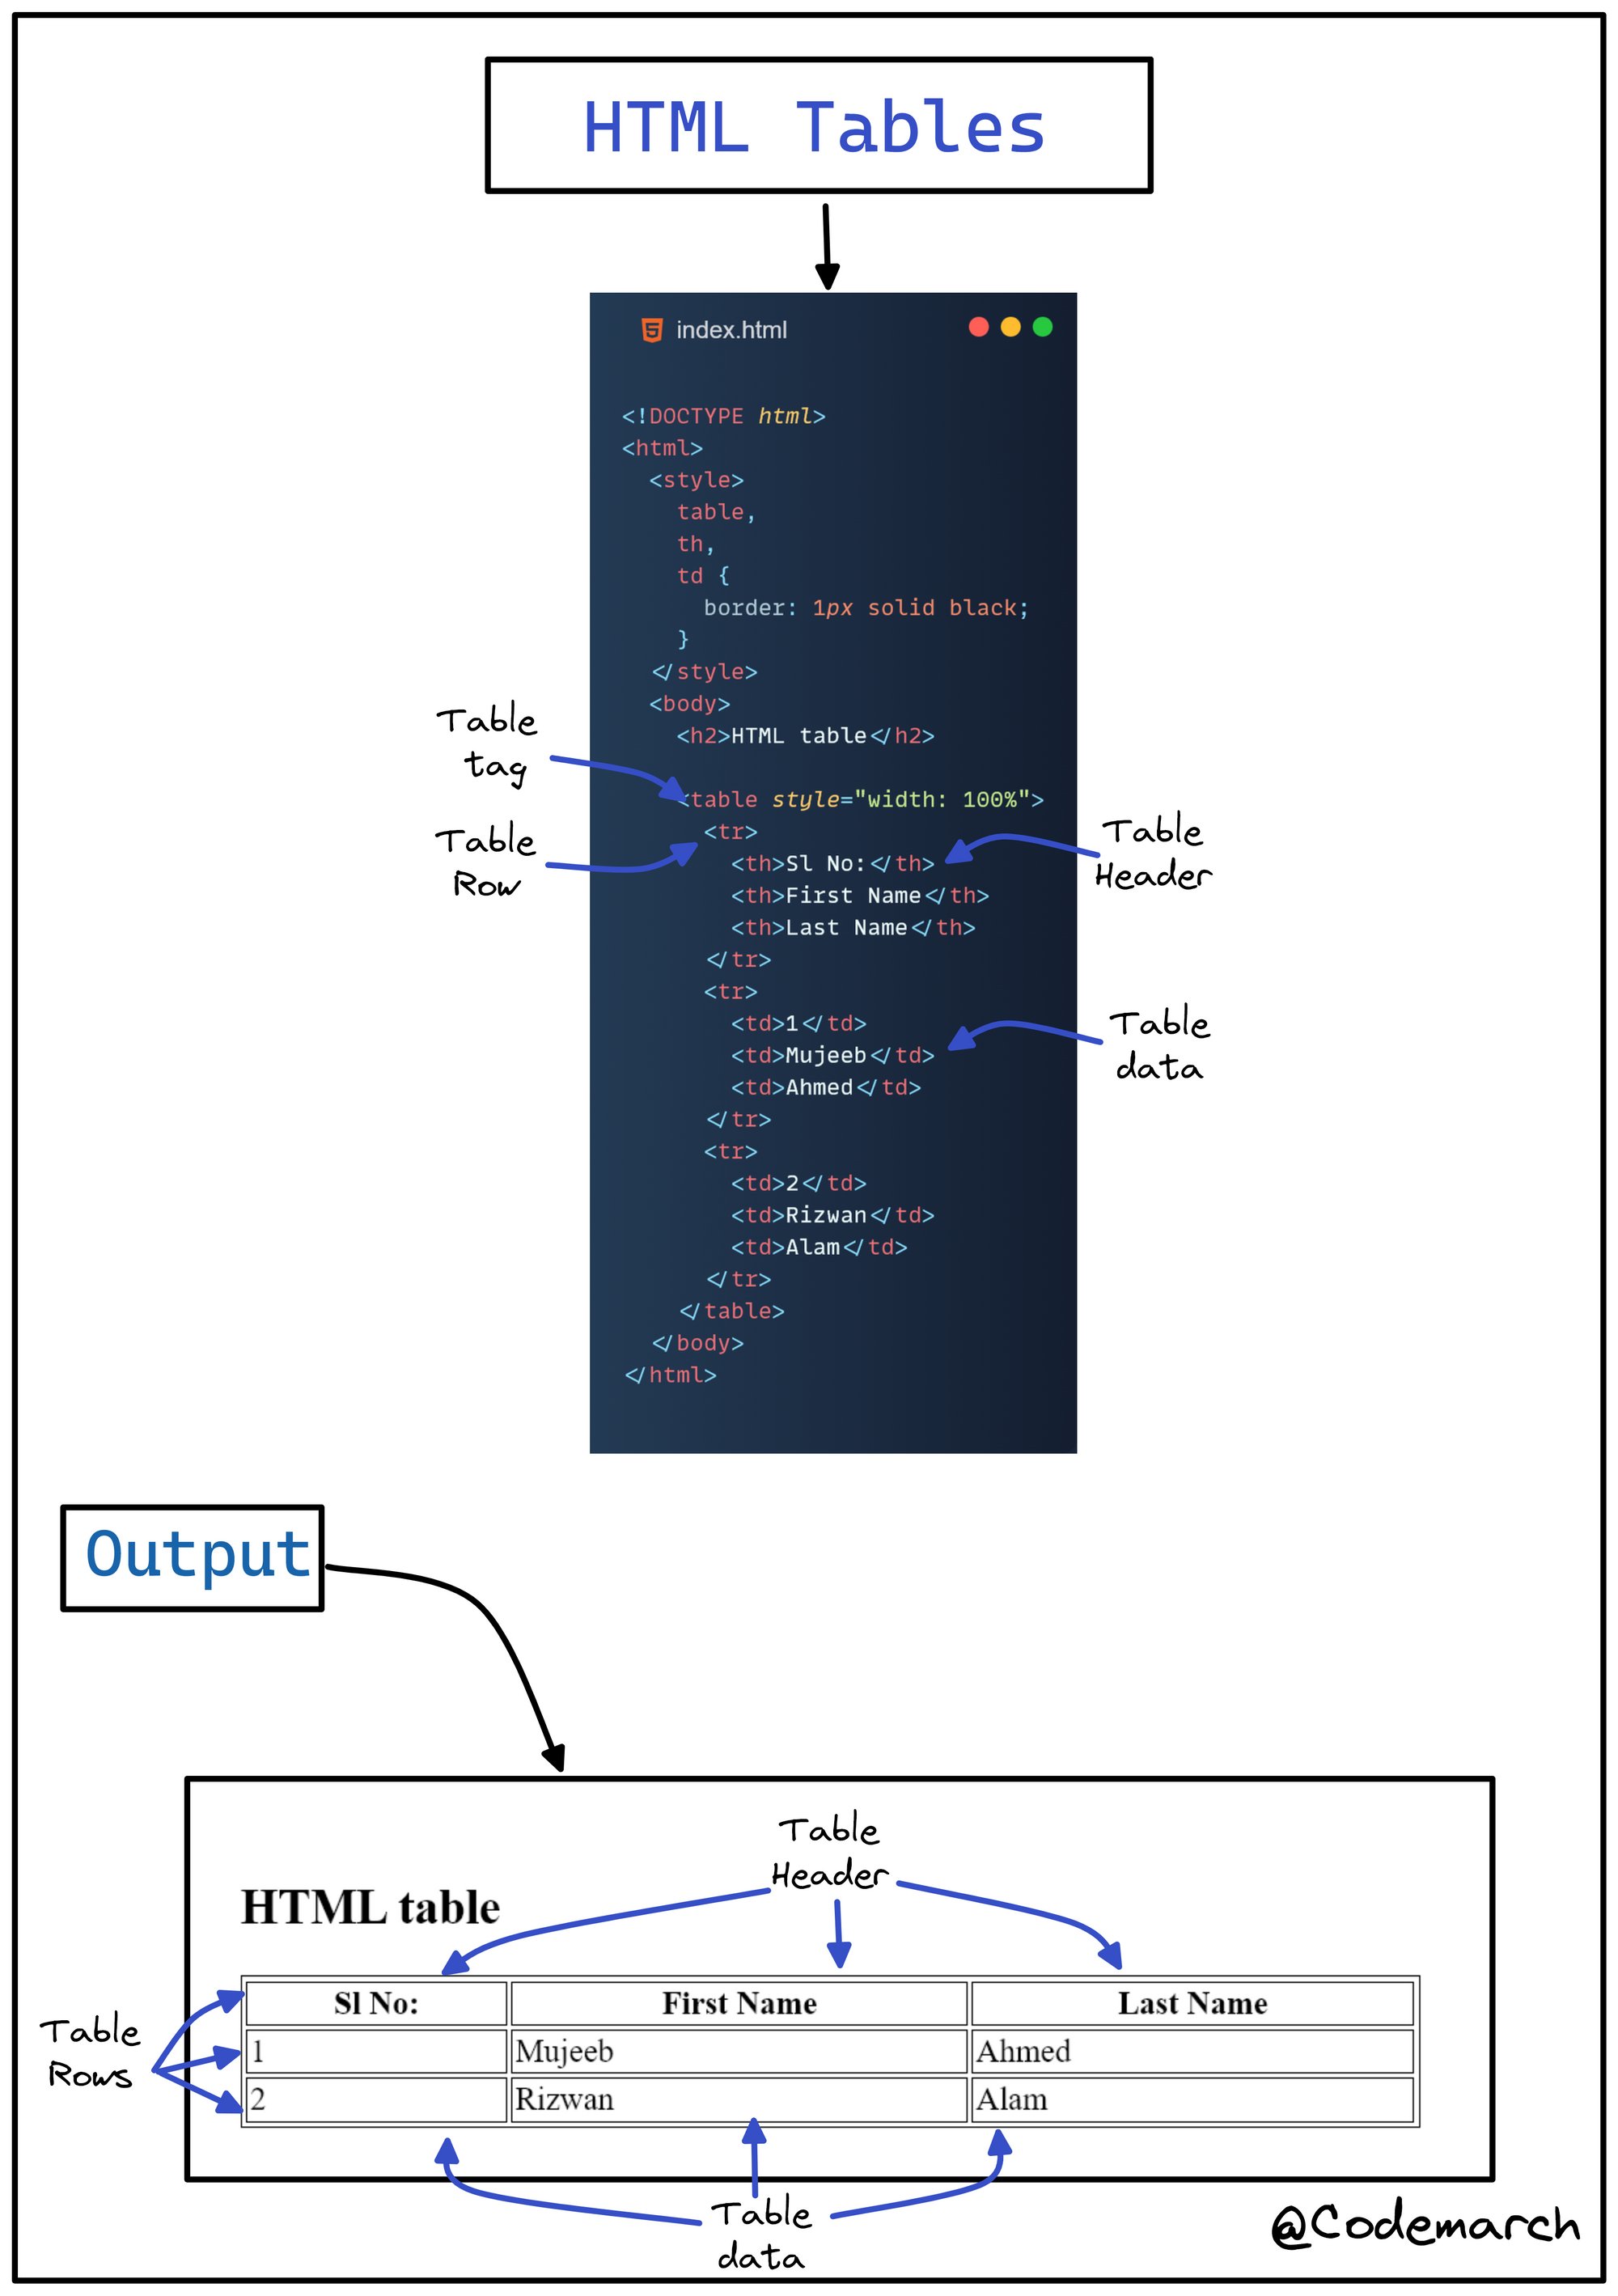 HTML Tables
index.html
<!DOCTYPE html>
<html>
  <style>
    table,
    th,
    td {
      border: 1px solid black;
    }
  </style>
  <body>
    <h2>HTML table</h2>
Table
tag
    <table style="width: 100%">
Table
Row
      <tr>
Table
Header
        <th>Sl No:</th>
        <th>First Name</th>
        <th>Last Name</th>
      </tr>
      <tr>
        <td>1</td>
Table
data
        <td>Mujeeb</td>
        <td>Ahmed</td>
      </tr>
      <tr>
        <td>2</td>
        <td>Rizwan</td>
        <td>Alam</td>
      </tr>
    </table>
  </body>
</html>
Output
Table
Header
HTML table
Table
Rows
Sl No: First Name Last Name
1 Mujeeb Ahmed
2 Rizwan Alam
Table
data
@Codemarch